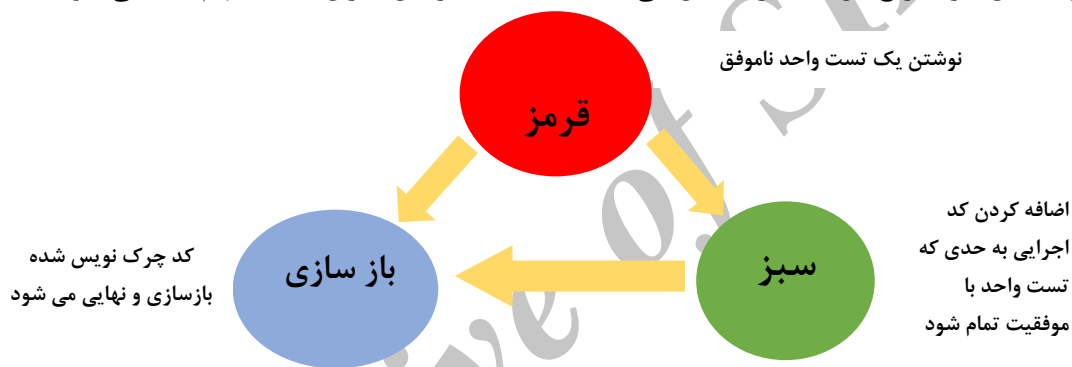 نوشتن یک تست واحد ناموفق
قرمز
اضافه کردن کد
اجرایی به حدی که
تست واحد با
موفقیت تمام شود
سبز
باز سازی
کد چرک نویس شده
بازسازی و نهایی می شود